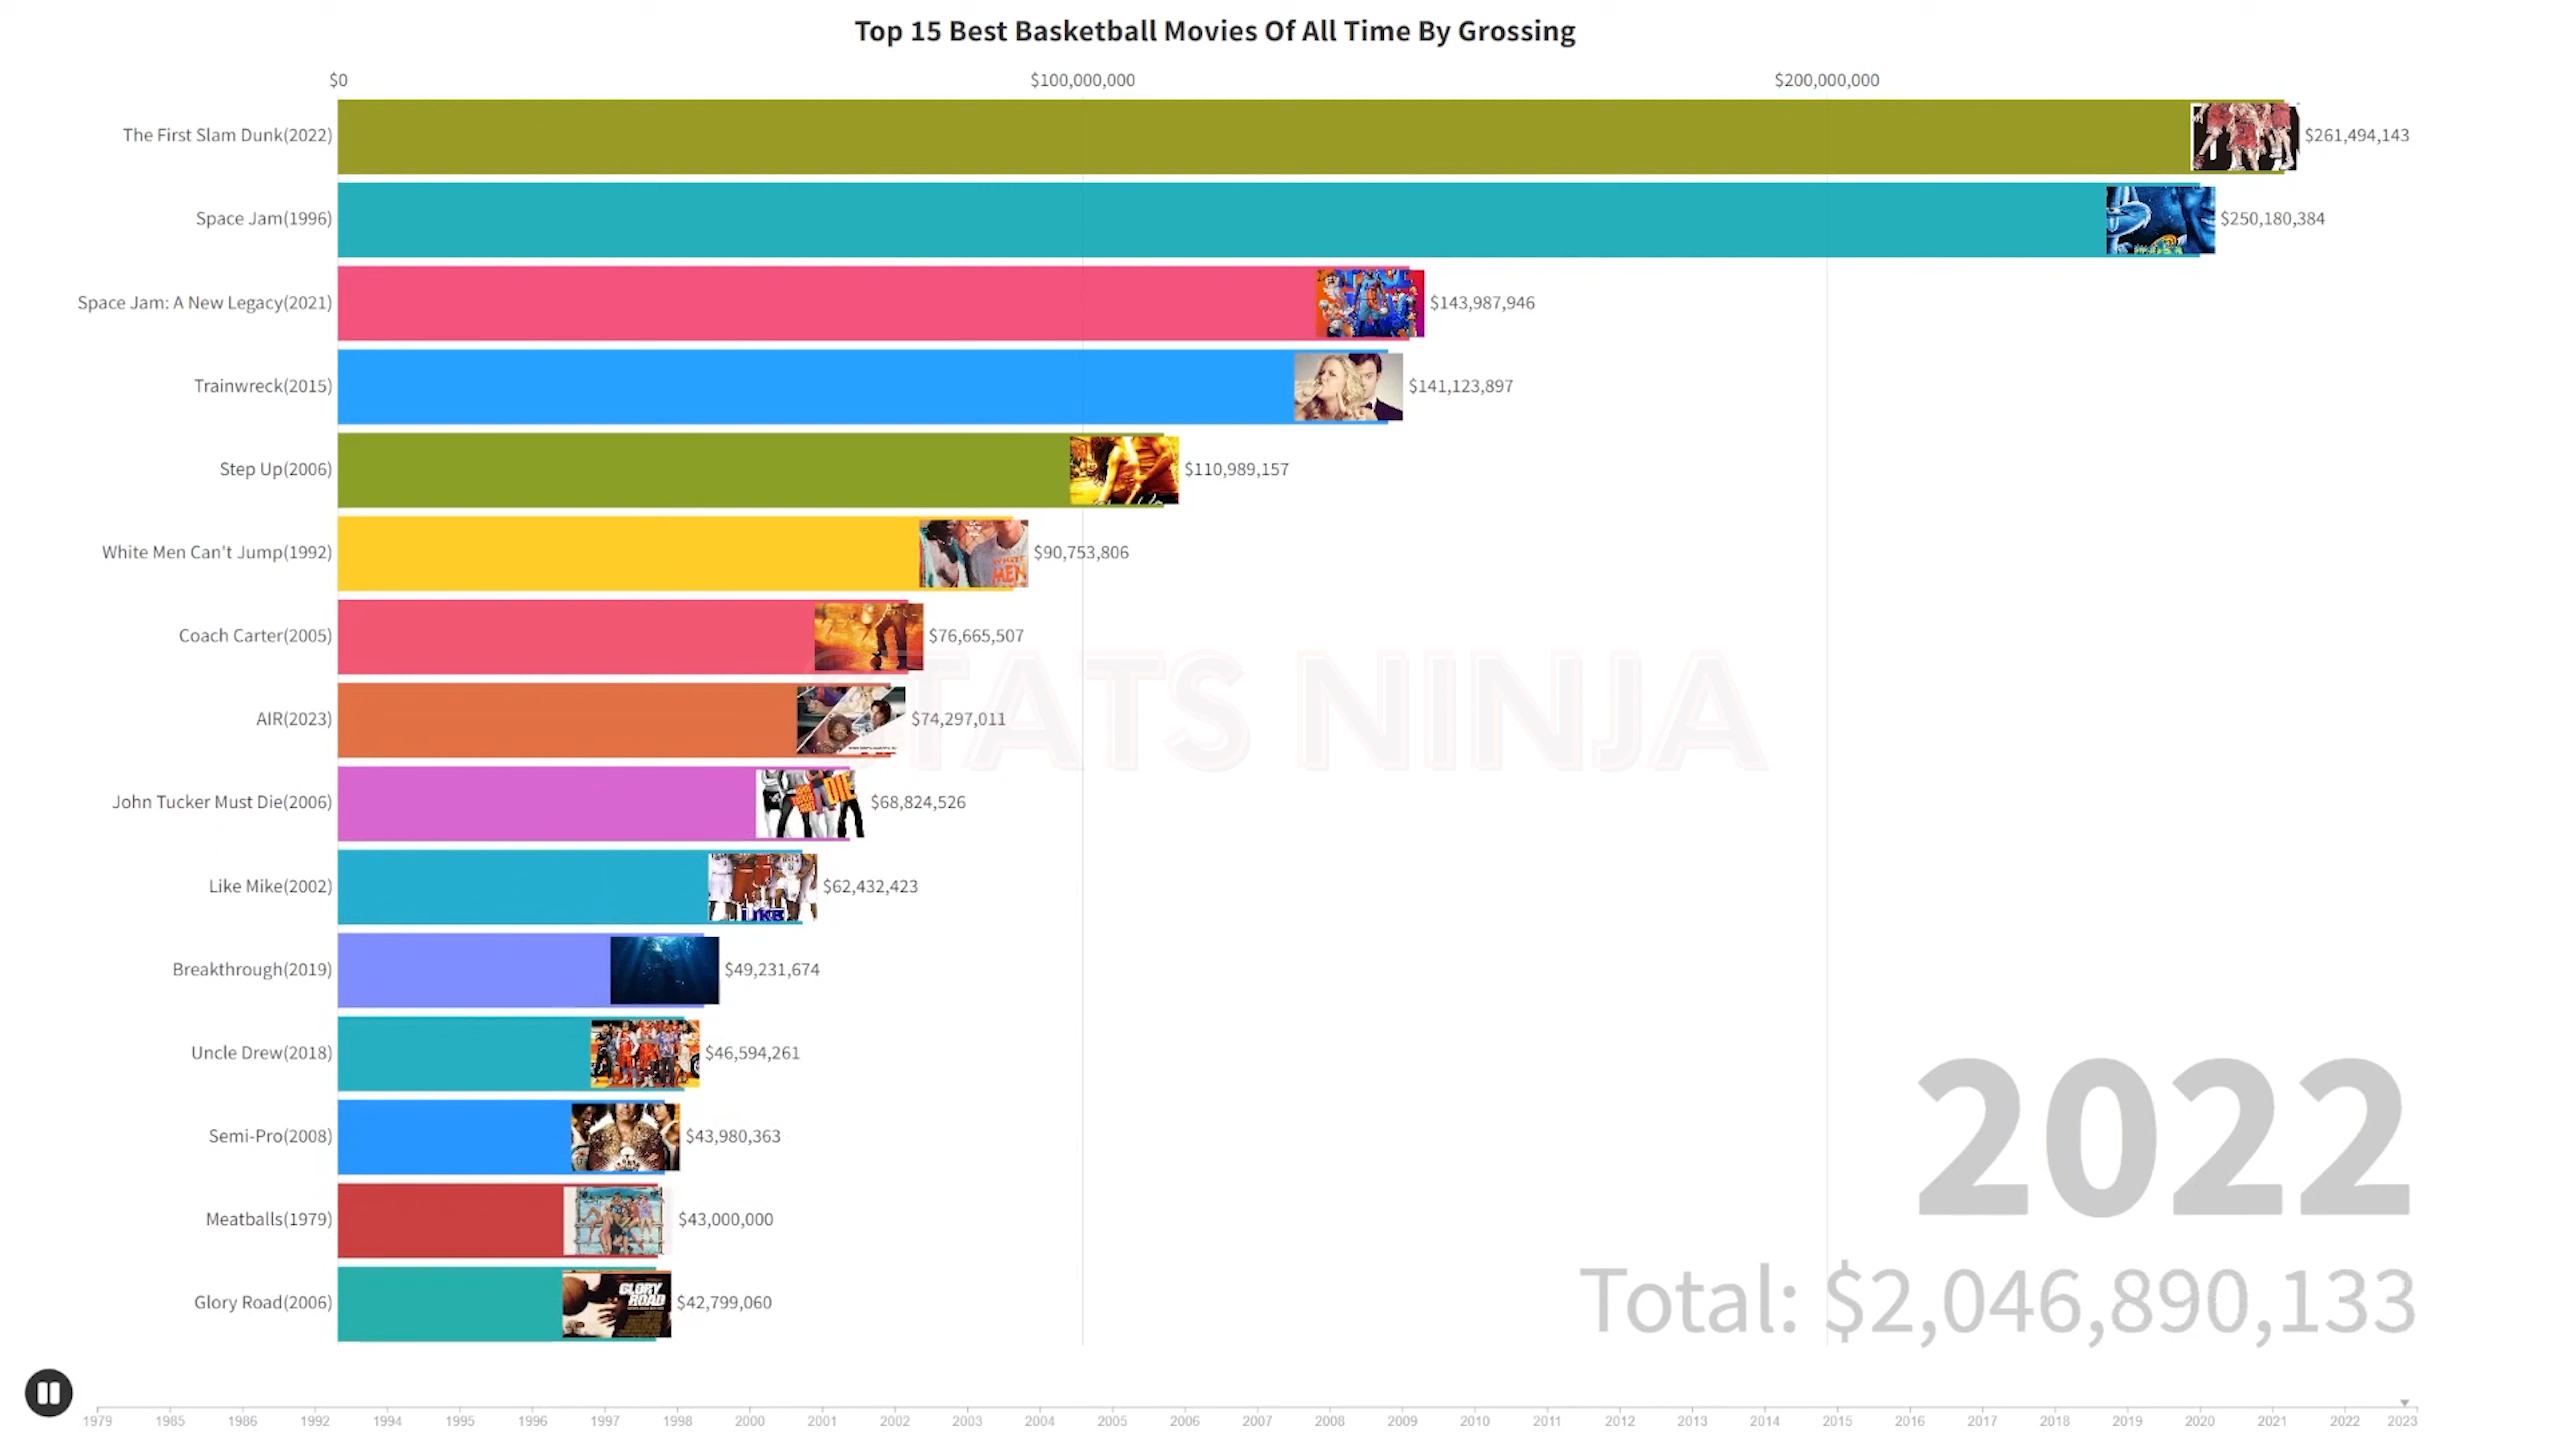 Top 15 Best Basketball Movies Of All Time By Grossing
$0 $100,000,000 $200,000,000
The First Slam Dunk(2022) $261,494,143
Space Jam(1996) $250,180,384
Space Jam: A New Legacy(2021) $143,987,946
Trainwreck(2015) $141,123,897
Step Up(2006) $110,989,157
White Men Can't Jump(1992) WHITE MEN $90,753,806
Coach Carter(2005) $76,665,507
STATS NINJA
AIR(2023) $74,297,011
John Tucker Must Die(2006) DIE $68,824,526
Like Mike(2002) LIKE $62,432,423
Breakthrough(2019) $49,231,674
Uncle Drew(2018) $46,594,261
Semi-Pro(2008) $43,980,363
Meatballs(1979) $43,000,000
Glory Road(2006) GLORY ROAD $42,799,060
2022
Total: $2,046,890,133
1979 1985 1986 1992 1994 1995 1996 1997 1998 2000 2001 2002 2003 2004 2005 2006 2007 2008 2009 2010 2011 2012 2013 2014 2015 2016 2017 2018 2019 2020 2021 2022 2023